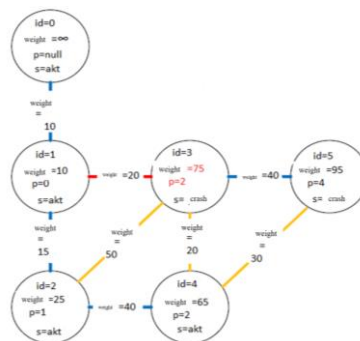 id=0
weight =∞
p=null
s=akt
weight
=
10
id=1
weight =10
p=0
s=akt
weight =20
id=3
weight =75
p=2
s= crash
weight =40
id=5
weight =95
p=4
s= crash
weight
=
15
weight
=
50
weight
=
20
weight
=
30
id=2
weight =25
p=1
s=akt
weight =40
id=4
weight =65
p=2
s=akt